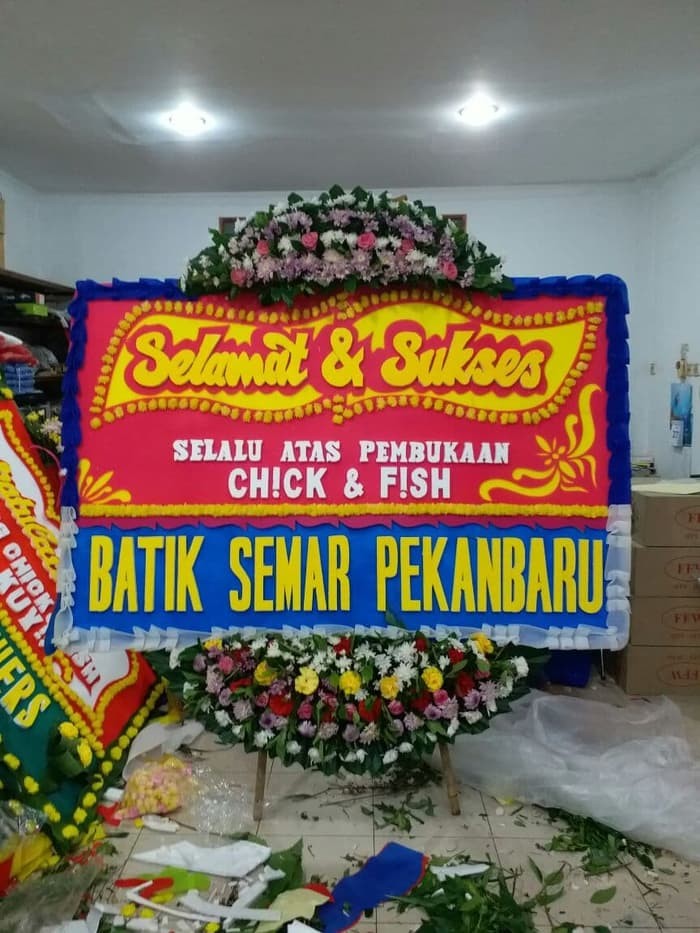 Selamat & Sukses
SELALU ATAS PEMBUKAAN
CH!CK & F!SH
BATIK SEMAR PEKANBARU